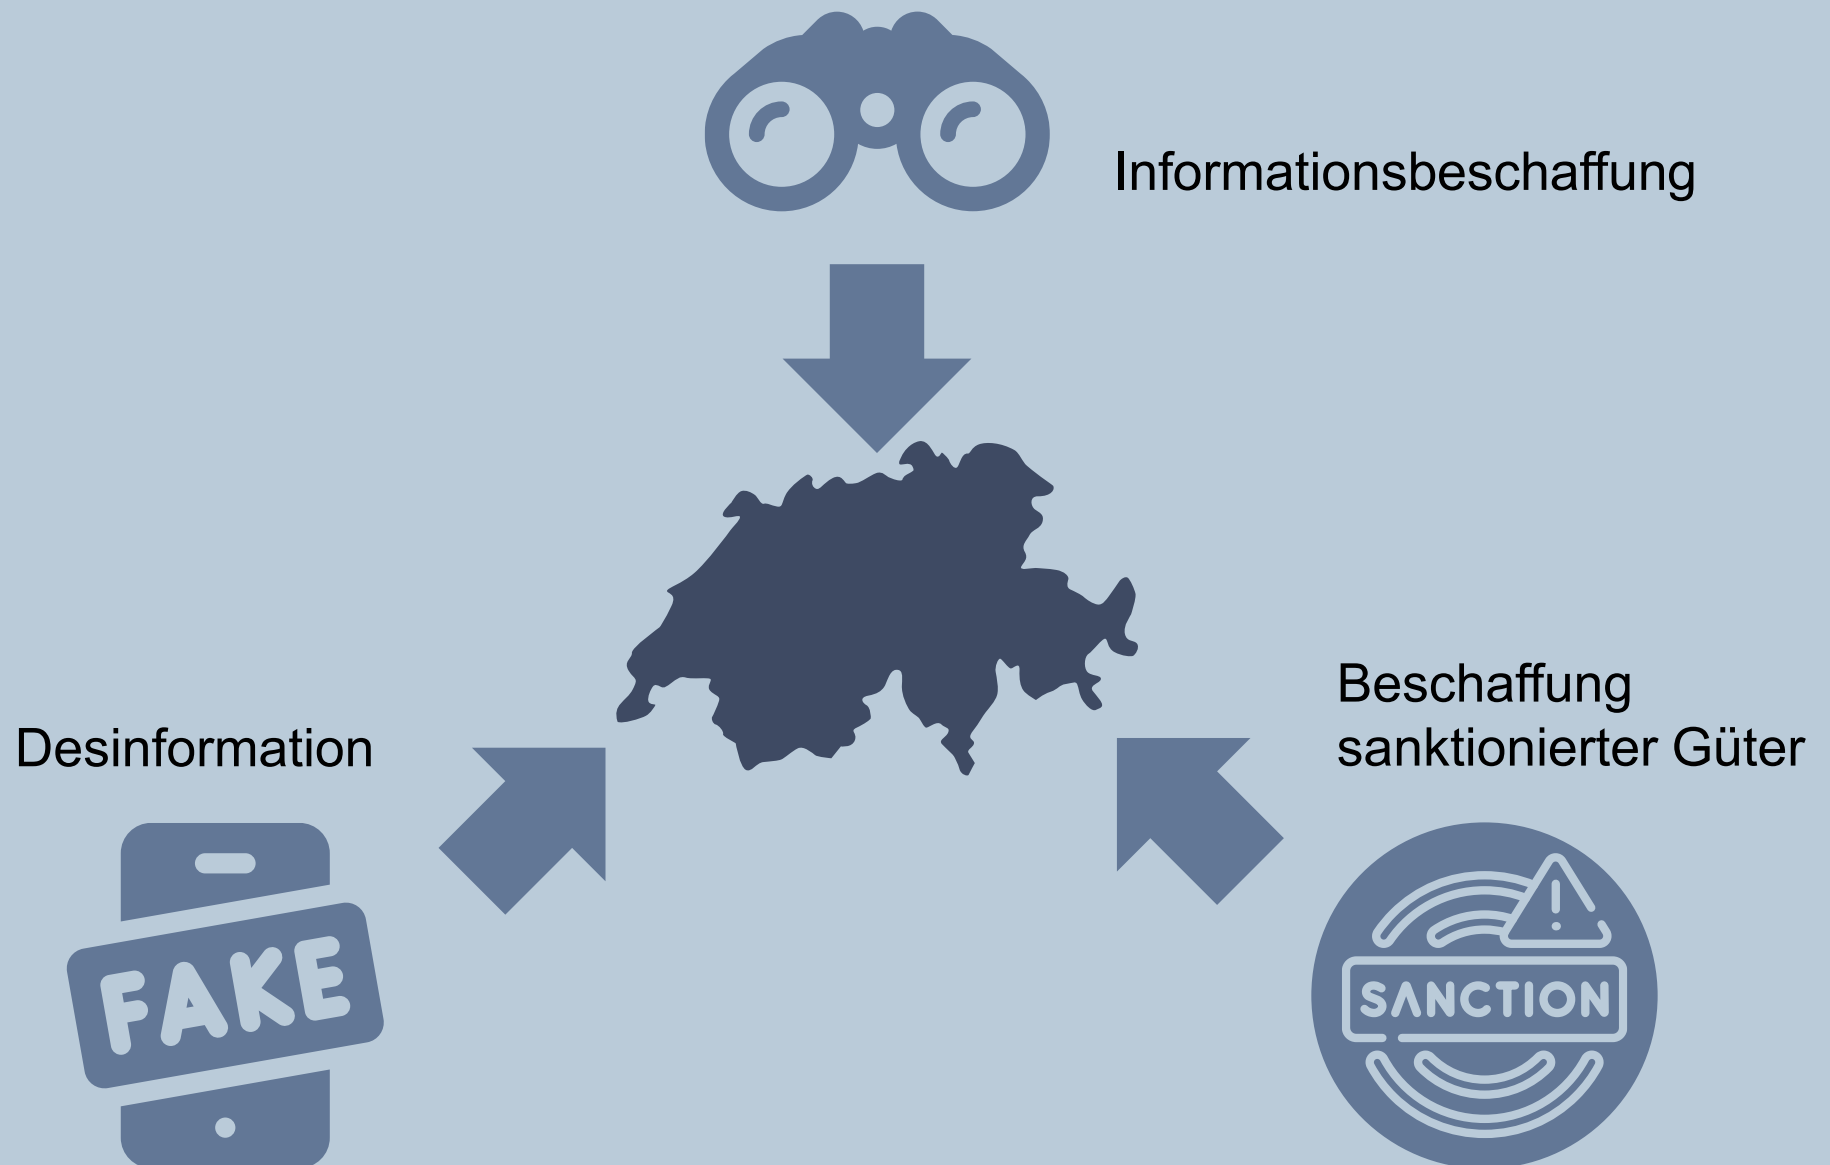 Informationsbeschaffung
Desinformation
Beschaffung
sanktionierter Güter
FAKE
SANCTION